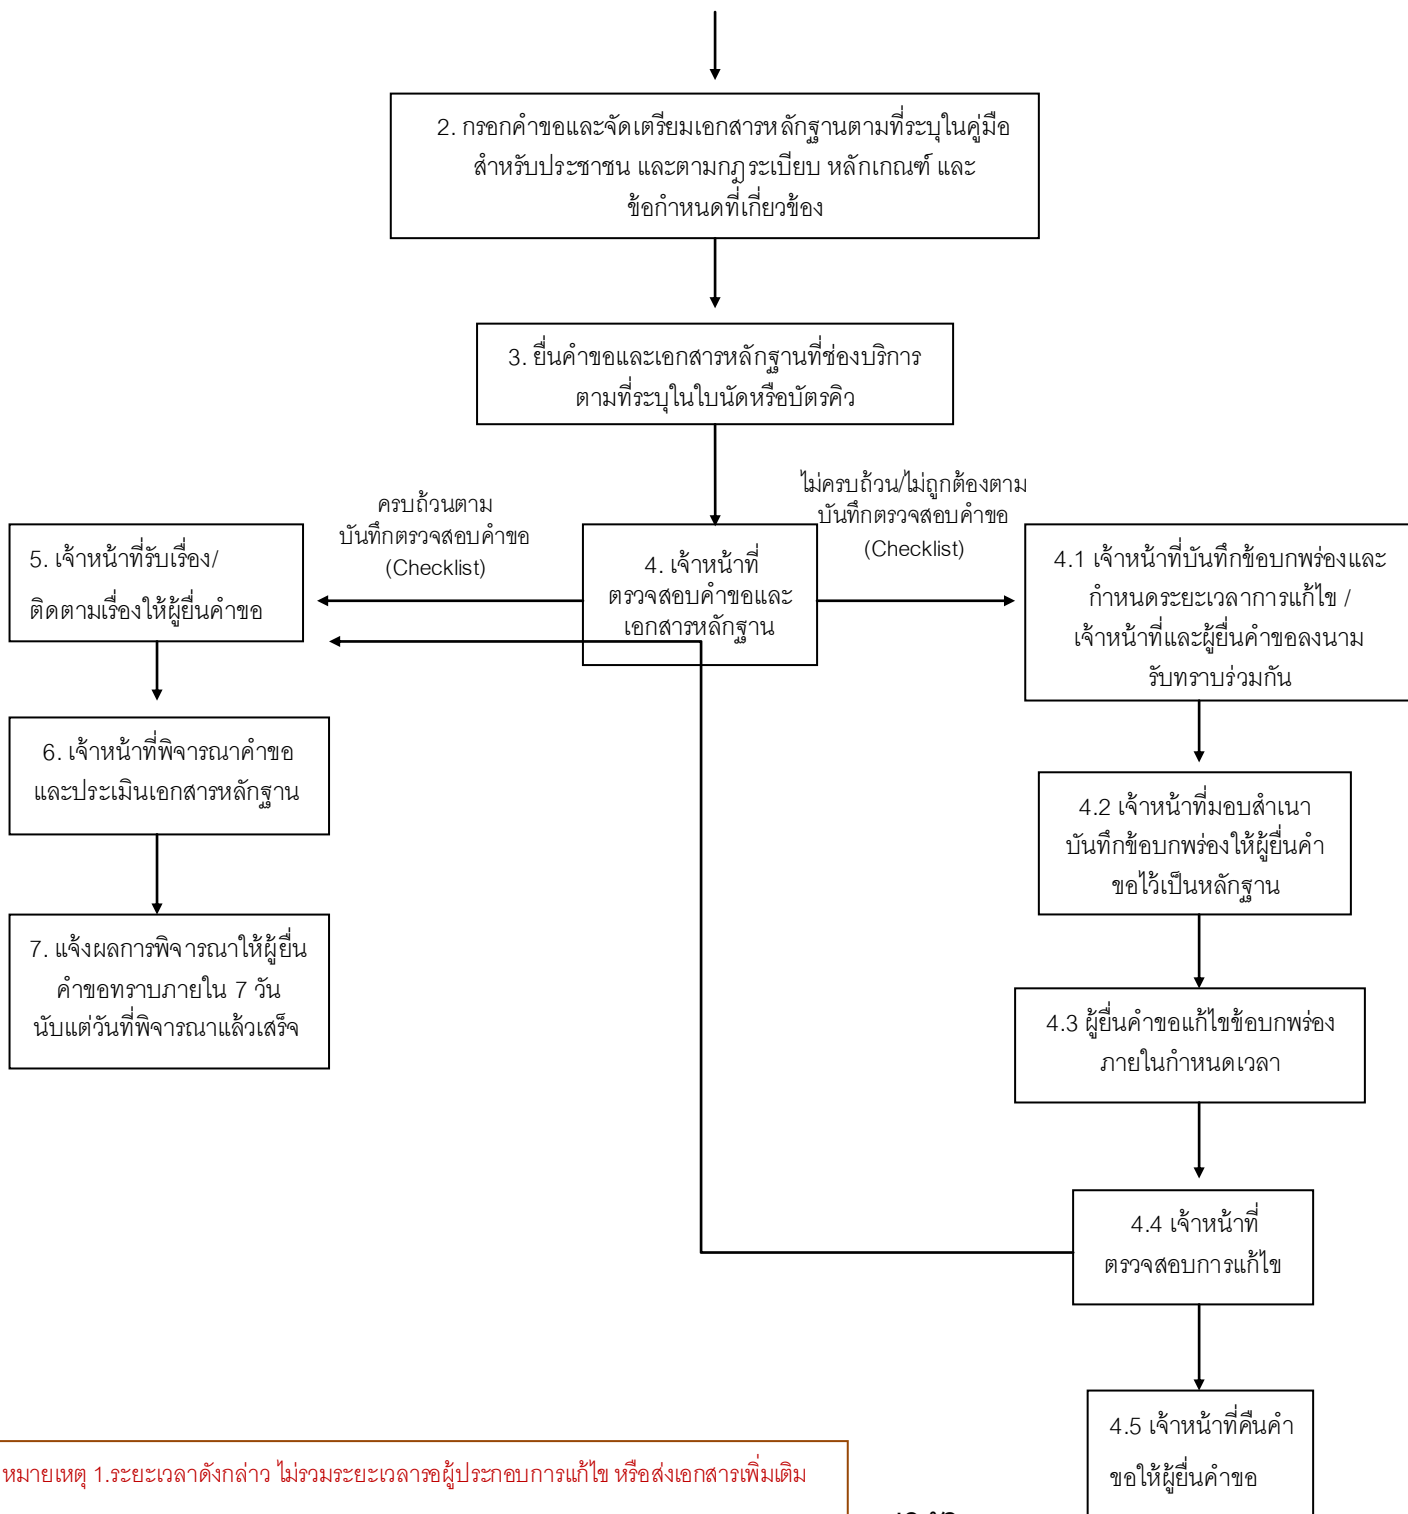 2. กรอกคำขอและจัดเตรียมเอกสารหลักฐานตามที่ระบุในคู่มือ
สำหรับประชาชน และตามกฎระเบียบ หลักเกณฑ์ และ
ข้อกำหนดที่เกี่ยวข้อง
3. ยื่นคำขอและเอกสารหลักฐานที่ช่องบริการ
ตามที่ระบุในใบนัดหรือบัตรคิว
ครบถ้วนตาม
บันทึกตรวจสอบคำขอ
(Checklist)
ไม่ครบถ้วน/ไม่ถูกต้องตาม
บันทึกตรวจสอบคำขอ
(Checklist)
5. เจ้าหน้าที่รับเรื่อง/
ติดตามเรื่องให้ผู้ยื่นคำขอ
4. เจ้าหน้าที่
ตรวจสอบคำขอและ
เอกสารหลักฐาน
4.1 เจ้าหน้าที่บันทึกข้อบกพร่องและ
กำหนดระยะเวลาการแก้ไข /
เจ้าหน้าที่และผู้ยื่นคำขอลงนาม
รับทราบร่วมกัน
6. เจ้าหน้าที่พิจารณาคำขอ
และประเมินเอกสารหลักฐาน
4.2 เจ้าหน้าที่มอบสำเนา
บันทึกข้อบกพร่องให้ผู้ยื่นคำ
ขอไว้เป็นหลักฐาน
7. แจ้งผลการพิจารณาให้ผู้ยื่น
คำขอทราบภายใน 7 วัน
นับแต่วันที่พิจารณาแล้วเสร็จ
4.3 ผู้ยื่นคำขอแก้ไขข้อบกพร่อง
ภายในกำหนดเวลา
4.4 เจ้าหน้าที่
ตรวจสอบการแก้ไข
4.5 เจ้าหน้าที่คืนคำ
ขอให้ผู้ยื่นคำขอ
หมายเหตุ 1.ระยะเวลาดังกล่าว ไม่รวมระยะเวลารอผู้ประกอบการแก้ไข หรือส่งเอกสารเพิ่มเติม